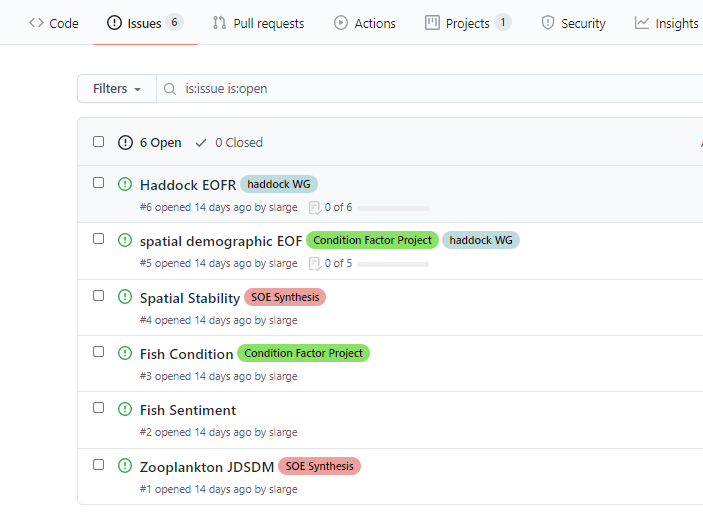 Code Issues 6 Pull requests Actions Projects 1 Security Insights
Filters is:issue is:open
6 Open 0 Closed
Haddock EOFR haddock WG
#6 opened 14 days ago by slarge 0 of 6
spatial demographic EOF Condition Factor Project haddock WG
#5 opened 14 days ago by slarge 0 of 5
Spatial Stability SOE Synthesis
#4 opened 14 days ago by slarge
Fish Condition Condition Factor Project
#3 opened 14 days ago by slarge
Fish Sentiment
#2 opened 14 days ago by slarge
Zooplankton JDSDM SOE Synthesis
#1 opened 14 days ago by slarge